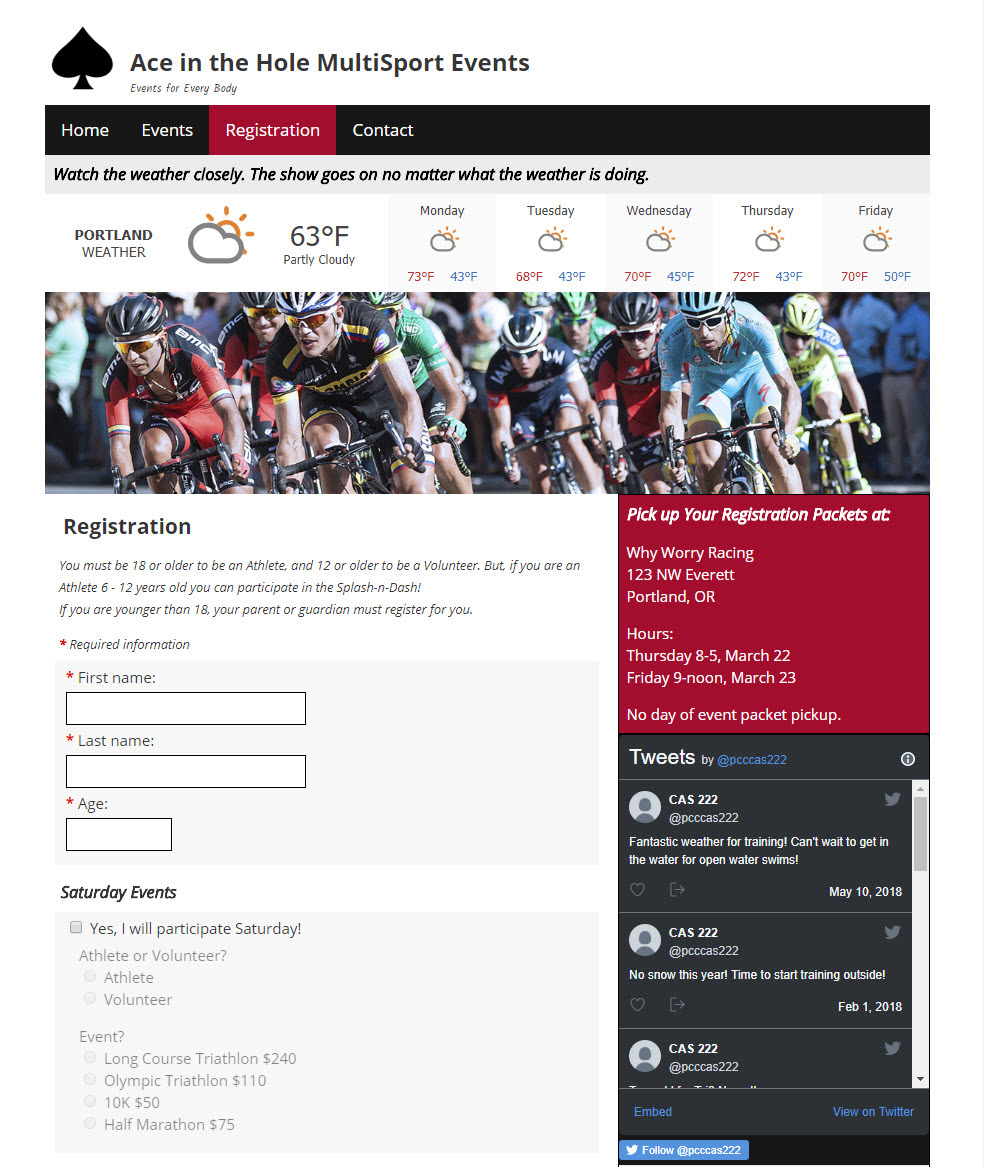 Ace in the Hole MultiSport Events
Events for Every Body
Home Events Registration Contact
Watch the weather closely. The show goes on no matter what the weather is doing.
PORTLAND
WEATHER
63°F
Partly Cloudy
Monday Tuesday Wednesday Thursday Friday
73°F 43°F 68°F 43°F 70°F 45°F 72°F 43°F 70°F 50°F
BMC
BMC
Registration
You must be 18 or older to be an Athlete, and 12 or older to be a Volunteer. But, if you are an
Athlete 6 - 12 years old you can participate in the Splash-n-Dash!
If you are younger than 18, your parent or guardian must register for you.
* Required information
* First name:
* Last name:
* Age:
Saturday Events
Yes, I will participate Saturday!
Athlete or Volunteer?
Athlete
Volunteer
Event?
Long Course Triathlon $240
Olympic Triathlon $110
10K $50
Half Marathon $75
Pick up Your Registration Packets at:
Why Worry Racing
123 NW Everett
Portland, OR
Hours:
Thursday 8-5, March 22
Friday 9-noon, March 23
No day of event packet pickup.
Tweets by @pcccas222
CAS 222
@pcccas222
Fantastic weather for training! Can't wait to get in
the water for open water swims!
May 10, 2018
CAS 222
@pcccas222
No snow this year! Time to start training outside!
Feb 1, 2018
CAS 222
@pcccas222
Embed View on Twitter
Follow @pcccas222